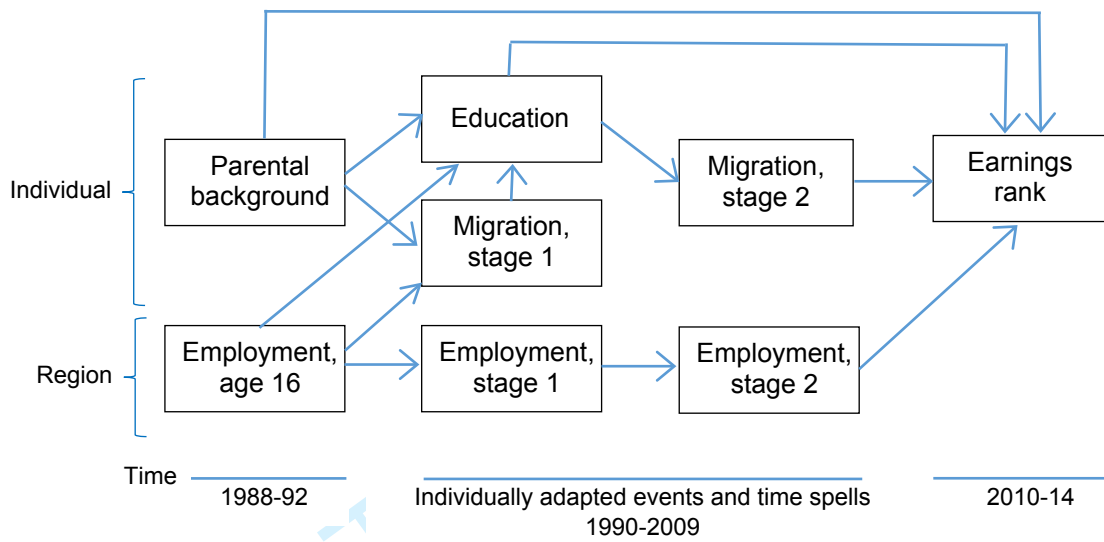 Individual
Parental
background
Education
Migration,
stage 1
Migration,
stage 2
Earnings
rank
Region
Employment,
age 16
Employment,
stage 1
Employment,
stage 2
Time
1988-92
Individually adapted events and time spells
1990-2009
2010-14